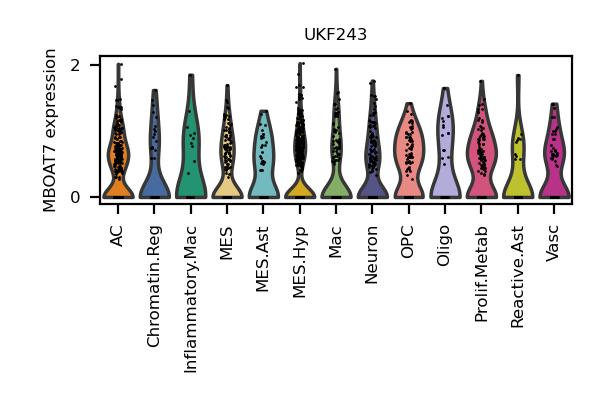 UKF243
MBOAT7 expression
2
0
AC
Chromatin.Reg
Inflammatory.Mac
MES
MES.Ast
MES.Hyp
Mac
Neuron
OPC
Oligo
Prolif.Metab
Reactive.Ast
Vasc